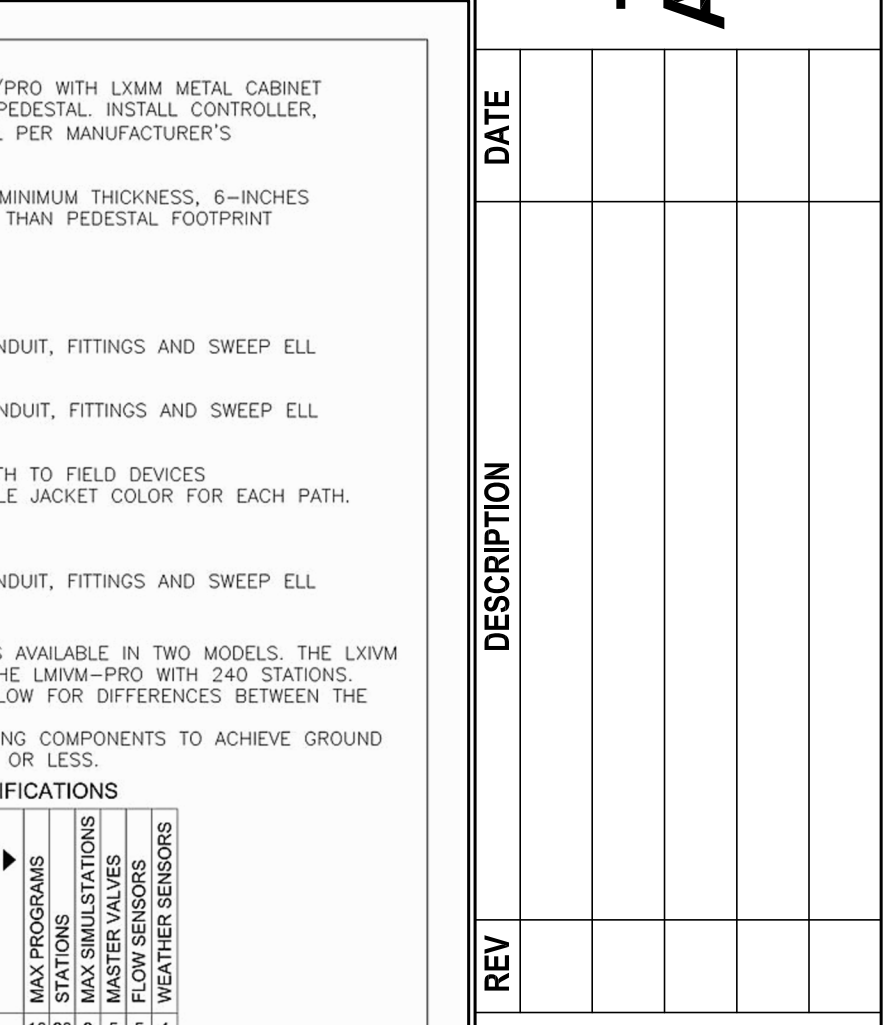 /PRO WITH LXMM METAL CABINET
PEDESTAL. INSTALL CONTROLLER,
PER MANUFACTURER'S
MINIMUM THICKNESS, 6-INCHES
THAN PEDESTAL FOOTPRINT
NDUIT, FITTINGS AND SWEEP ELL
NDUIT, FITTINGS AND SWEEP ELL
TH TO FIELD DEVICES
LE JACKET COLOR FOR EACH PATH.
NDUIT, FITTINGS AND SWEEP ELL
S AVAILABLE IN TWO MODELS. THE LXIVM
HE LMIVM-PRO WITH 240 STATIONS.
LOW FOR DIFFERENCES BETWEEN THE
NG COMPONENTS TO ACHIEVE GROUND
OR LESS.
IFICATIONS
MAX PROGRAMS
STATIONS
MAX SIMULSTATIONS
MASTER VALVES
FLOW SENSORS
WEATHER SENSORS
REV
DESCRIPTION
DATE